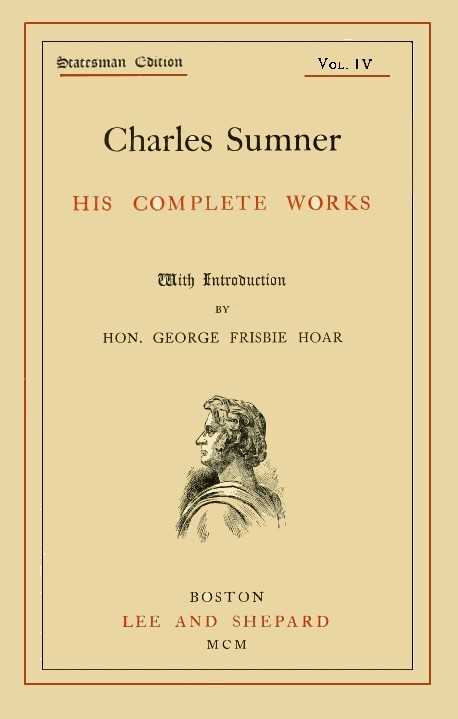 Statesman Edition VOL. IV
Charles Sumner
HIS COMPLETE WORKS
With Introduction
BY
HON. GEORGE FRISBIE HOAR
BOSTON
LEE AND SHEPARD
MCM